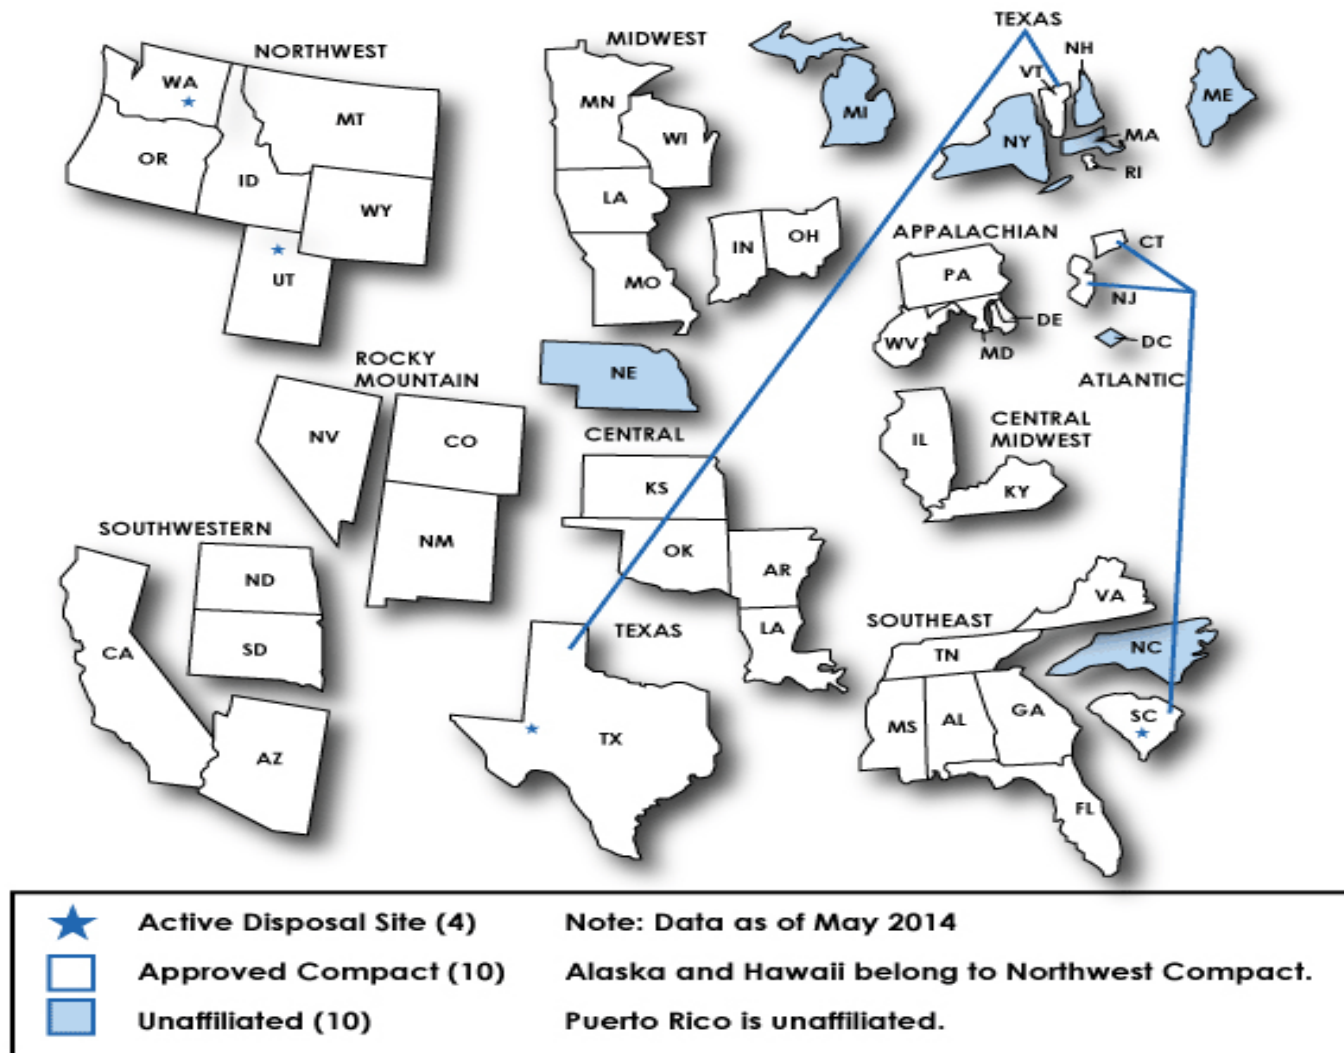 TEXAS
NORTHWEST
MIDWEST
NH
VT
WA
MT
MN
MI
ME
WI
NY
MA
OR
ID
RI
LA
WY
IN
OH
APPALACHIAN
CT
UT
MO
PA
NJ
DE
WV
MD
DC
ROCKY
MOUNTAIN
NE
ATLANTIC
NV
CO
CENTRAL
IL
CENTRAL
MIDWEST
KS
KY
SOUTHWESTERN
NM
OK
AR
ND
VA
CA
SD
TEXAS
LA
SOUTHEAST
TN
NC
AZ
TX
MS
AL
GA
SC
FL
Active Disposal Site (4)
Note: Data as of May 2014
Approved Compact (10)
Alaska and Hawaii belong to Northwest Compact.
Unaffiliated (10)
Puerto Rico is unaffiliated.